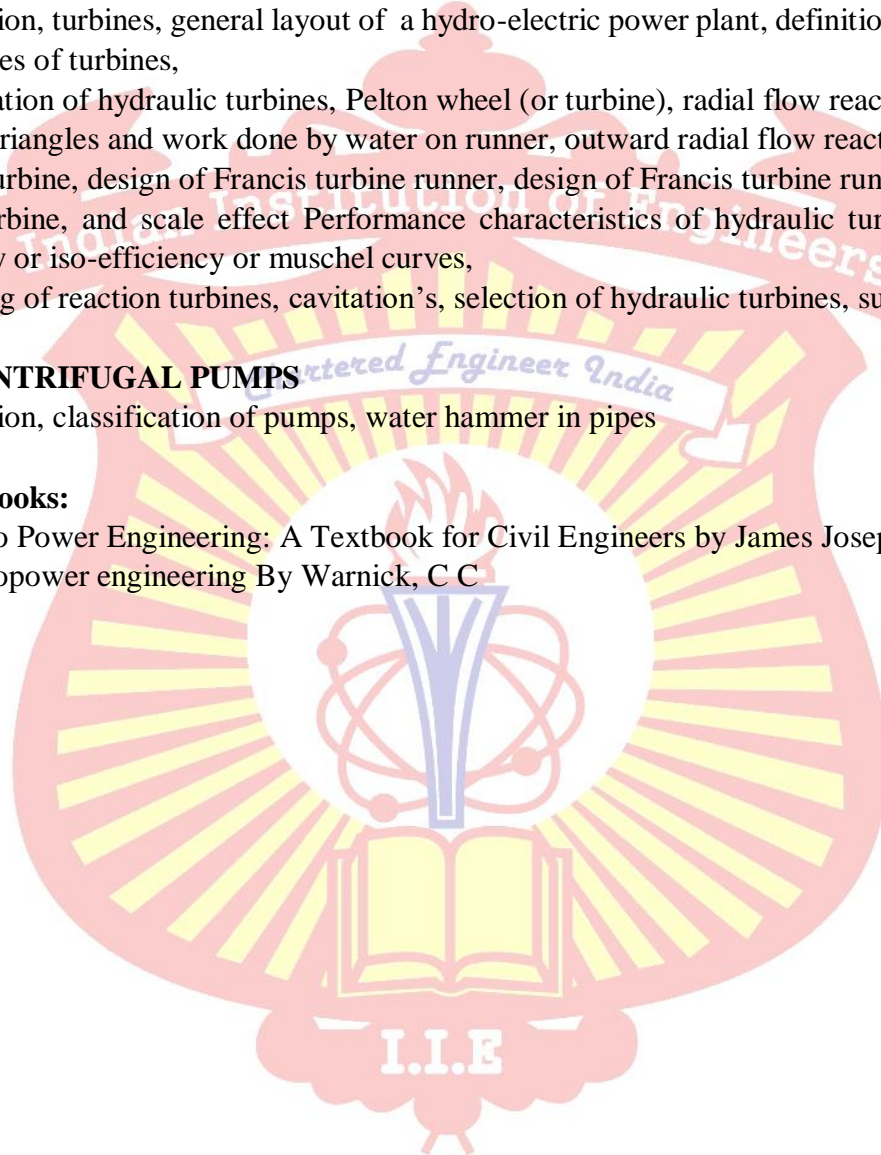 ion, turbines, general layout of a hydro-electric power plant, definitio
es of turbines,
ation of hydraulic turbines, Pelton wheel (or turbine), radial flow reac
riangles and work done by water on runner, outward radial flow react
urbine, design of Francis turbine runner, design of Francis turbine run
rbine, and scale effect Performance characteristics of hydraulic tur
Indian Institution of Engineers
y or iso-efficiency or muschel curves,
g of reaction turbines, cavitation’s, selection of hydraulic turbines, su
Chartered Engineer India
NTRIFUGAL PUMPS
ion, classification of pumps, water hammer in pipes
ooks:
o Power Engineering: A Textbook for Civil Engineers by James Josep
opower engineering By Warnick, C C
I.I.E